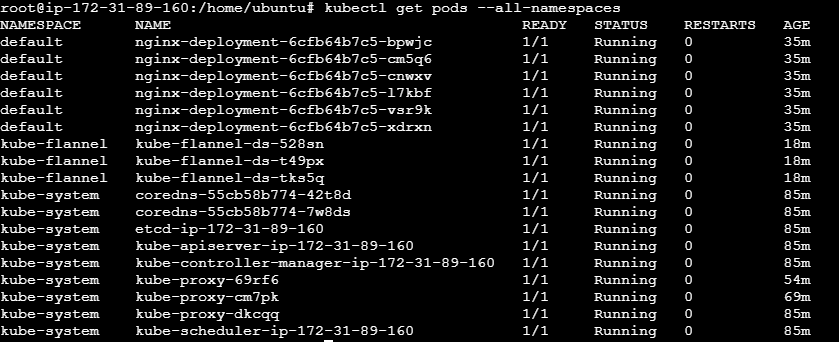 root@ip-172-31-89-160:/home/ubuntu# kubectl get pods --all-namespaces
NAMESPACE NAME READY STATUS RESTARTS AGE
default nginx-deployment-6cfb64b7c5-bpwjc 1/1 Running 0 35m
default nginx-deployment-6cfb64b7c5-cm5q6 1/1 Running 0 35m
default nginx-deployment-6cfb64b7c5-cnwxv 1/1 Running 0 35m
default nginx-deployment-6cfb64b7c5-l7kbf 1/1 Running 0 35m
default nginx-deployment-6cfb64b7c5-vsr9k 1/1 Running 0 35m
default nginx-deployment-6cfb64b7c5-xdrxn 1/1 Running 0 35m
kube-flannel kube-flannel-ds-528sn 1/1 Running 0 18m
kube-flannel kube-flannel-ds-t49px 1/1 Running 0 18m
kube-flannel kube-flannel-ds-tks5q 1/1 Running 0 18m
kube-system coredns-55cb58b774-42t8d 1/1 Running 0 85m
kube-system coredns-55cb58b774-7w8ds 1/1 Running 0 85m
kube-system etcd-ip-172-31-89-160 1/1 Running 0 85m
kube-system kube-apiserver-ip-172-31-89-160 1/1 Running 0 85m
kube-system kube-controller-manager-ip-172-31-89-160 1/1 Running 0 85m
kube-system kube-proxy-69rf6 1/1 Running 0 54m
kube-system kube-proxy-cm7pk 1/1 Running 0 69m
kube-system kube-proxy-dkcqq 1/1 Running 0 85m
kube-system kube-scheduler-ip-172-31-89-160 1/1 Running 0 85m